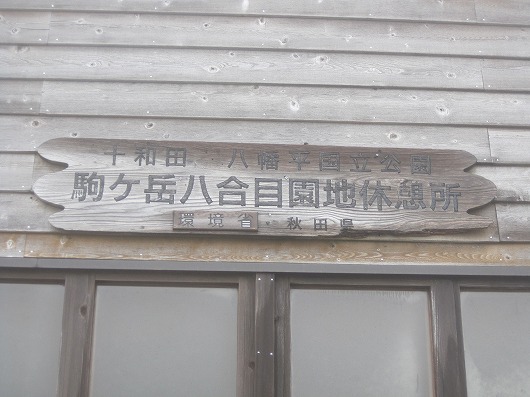 十和田 八幡平国立公園
駒ケ岳八合目園地休憩所
環境省・秋田県